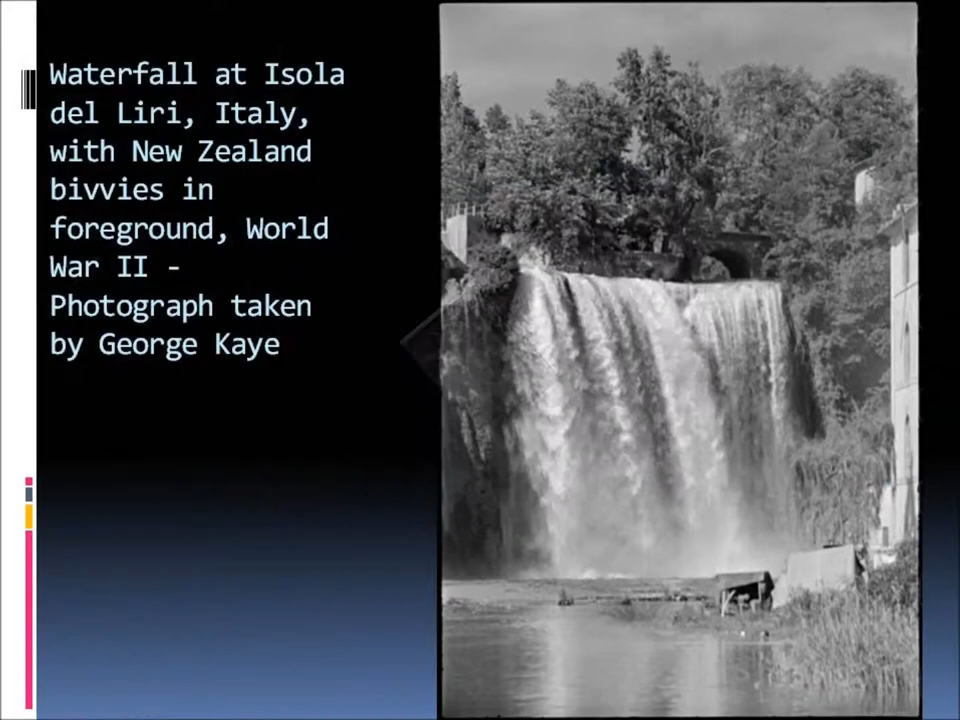 Waterfall at Isola
del Liri, Italy,
with New Zealand
bivvies in
foreground, World
War II -
Photograph taken
by George Kaye